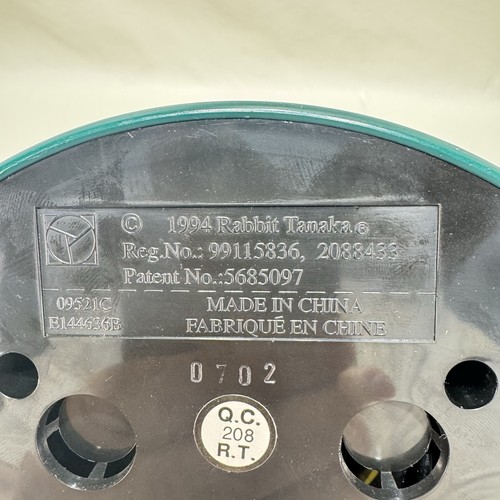 © 1994 Rabbit Tanaka®
Reg.No.: 99115836, 2088433
Patent No.:5685097
09521C MADE IN CHINA
E144636B FABRIQUÉ EN CHINE
0702
Q.C.
208
R.T.